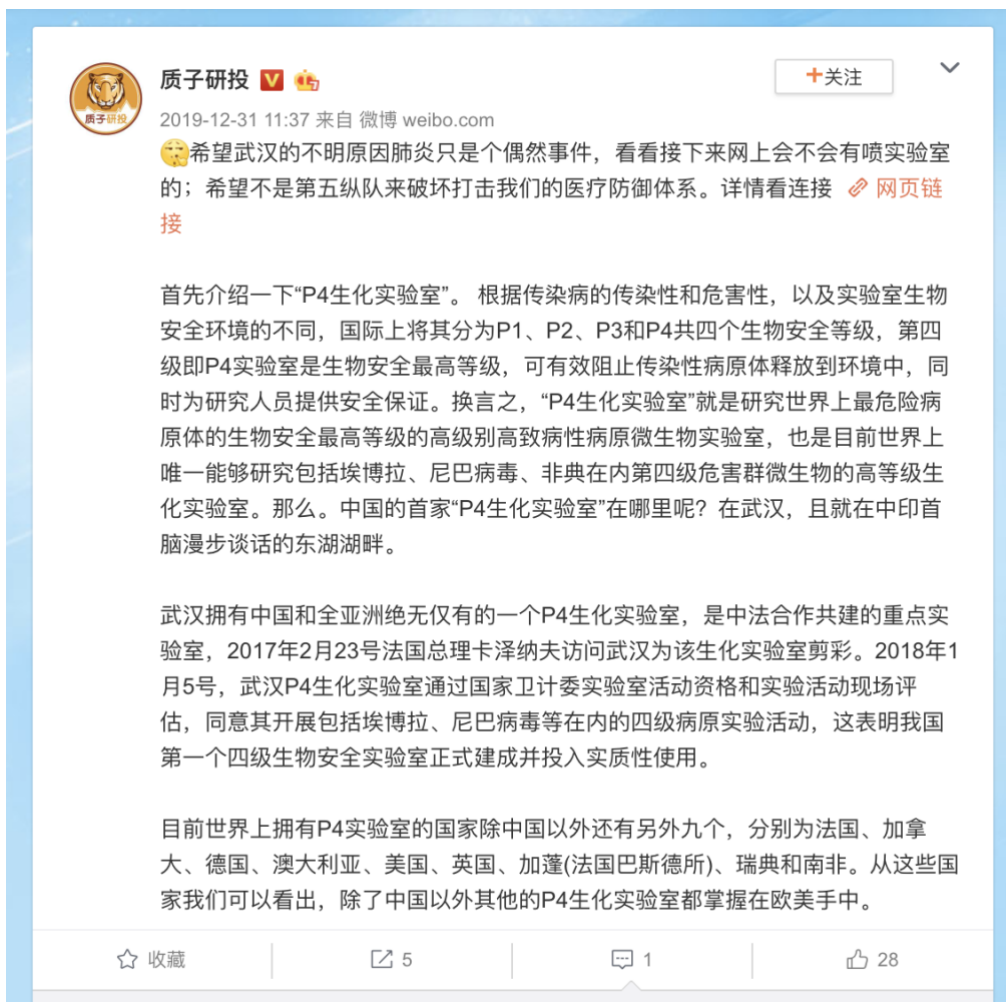 质子研投
+关注
2019-12-31 11:37 来自 微博 weibo.com
希望武汉的不明原因肺炎只是个偶然事件，看看接下来网上会不会有喷实验室
的；希望不是第五纵队来破坏打击我们的医疗防御体系。详情看连接 网页链
接
首先介绍一下“P4生化实验室”。 根据传染病的传染性和危害性，以及实验室生物
安全环境的不同，国际上将其分为P1、P2、P3和P4共四个生物安全等级，第四
级即P4实验室是生物安全最高等级，可有效阻止传染性病原体释放到环境中，同
时为研究人员提供安全保证。换言之，“P4生化实验室”就是研究世界上最危险病
原体的生物安全最高等级的高级别高致病性病原微生物实验室，也是目前世界上
唯一能够研究包括埃博拉、尼巴病毒、非典在内第四级危害群微生物的高等级生
化实验室。那么。中国的首家“P4生化实验室”在哪里呢？在武汉，且就在中印首
脑漫步谈话的东湖湖畔。
武汉拥有中国和全亚洲绝无仅有的一个P4生化实验室，是中法合作共建的重点实
验室，2017年2月23号法国总理卡泽纳夫访问武汉为该生化实验室剪彩。2018年1
月5号，武汉P4生化实验室通过国家卫计委实验室活动资格和实验活动现场评
估，同意其开展包括埃博拉、尼巴病毒等在内的四级病原实验活动，这表明我国
第一个四级生物安全实验室正式建成并投入实质性使用。
目前世界上拥有P4实验室的国家除中国以外还有另外九个，分别为法国、加拿
大、德国、澳大利亚、美国、英国、加蓬(法国巴斯德所)、瑞典和南非。从这些国
家我们可以看出，除了中国以外其他的P4生化实验室都掌握在欧美手中。
收藏
5
1
28
质子研投